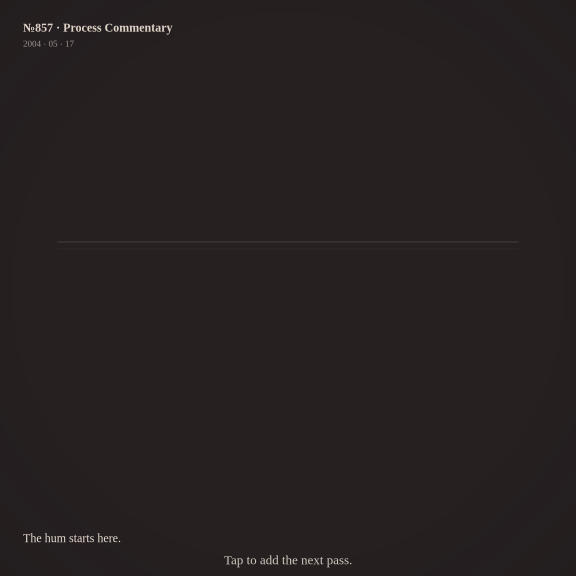 №857 · Process Commentary
2004 · 05 · 17
The hum starts here.
Tap to add the next pass.